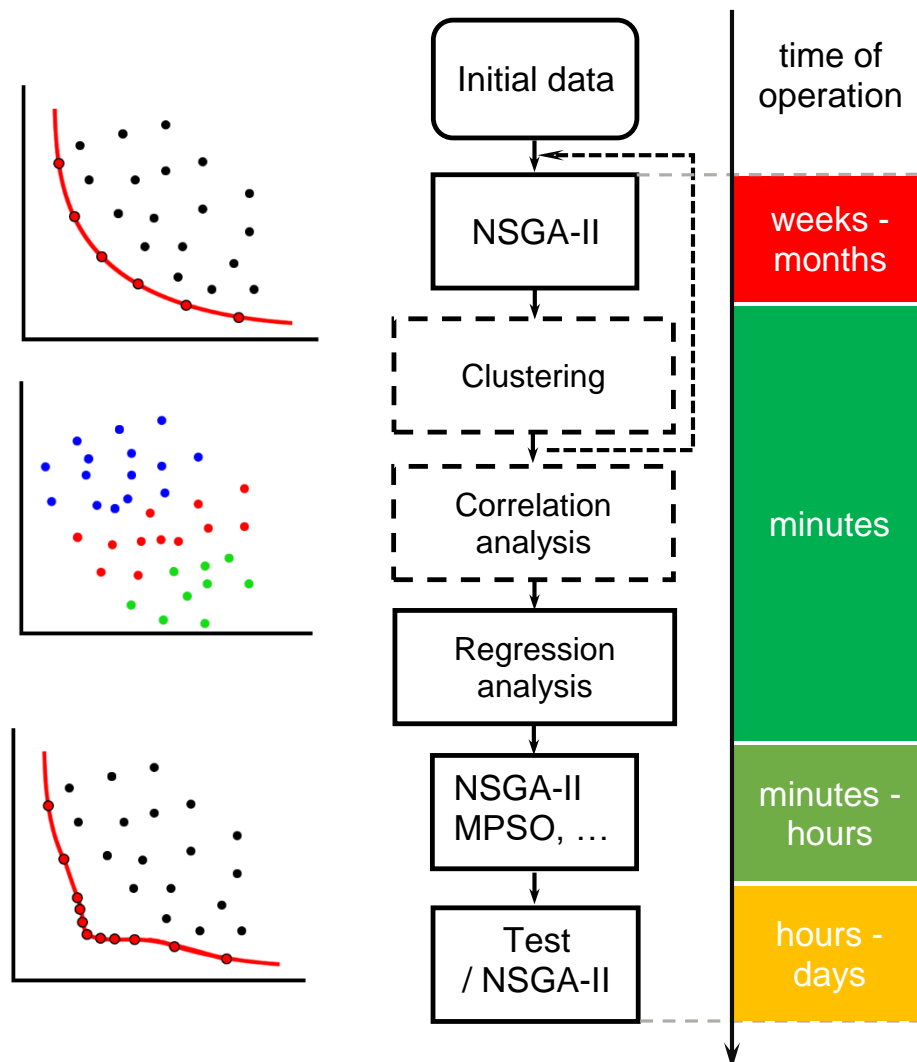 Initial data
time of
operation
NSGA-II
weeks -
months
Clustering
Correlation
analysis
minutes
Regression
analysis
NSGA-II
MPSO, …
minutes -
hours
Test
/ NSGA-II
hours -
days